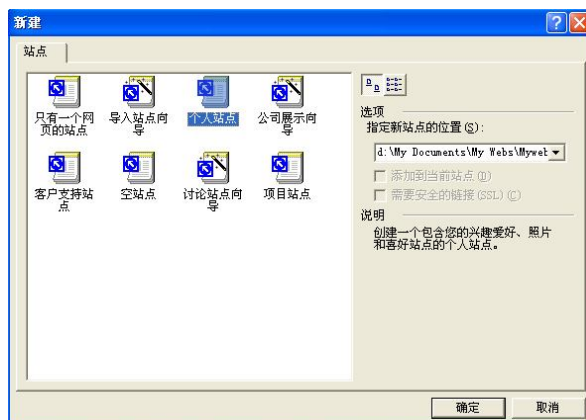 新建
站点
只有一个网
页的站点
导入站点向
导
个人站点
公司展示向
导
客户支持站
点
空站点
讨论站点向
导
项目站点
选项
指定新站点的位置(S):
d:\My Documents\My Webs\Myweb
添加到当前站点(D)
需要安全的链接(SSL)(C)
说明
创建一个包含您的兴趣爱好、照片
和喜好站点的个人站点。
确定
取消